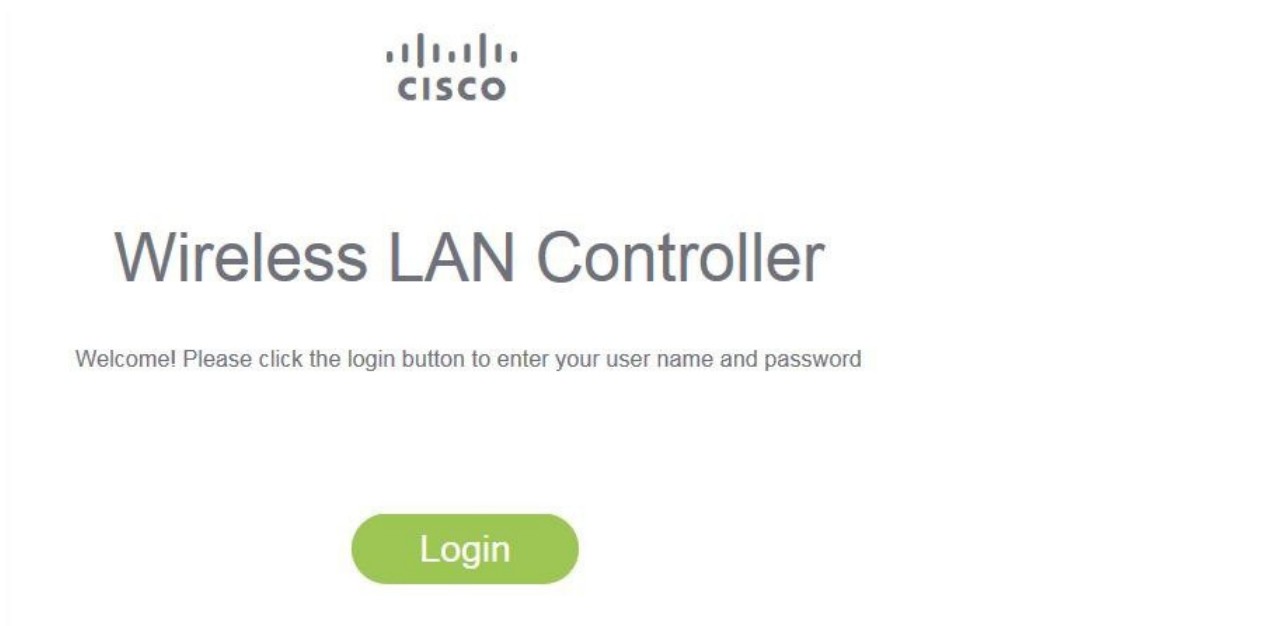 CISCO
Wireless LAN Controller
Welcome! Please click the login button to enter your user name and password
Login